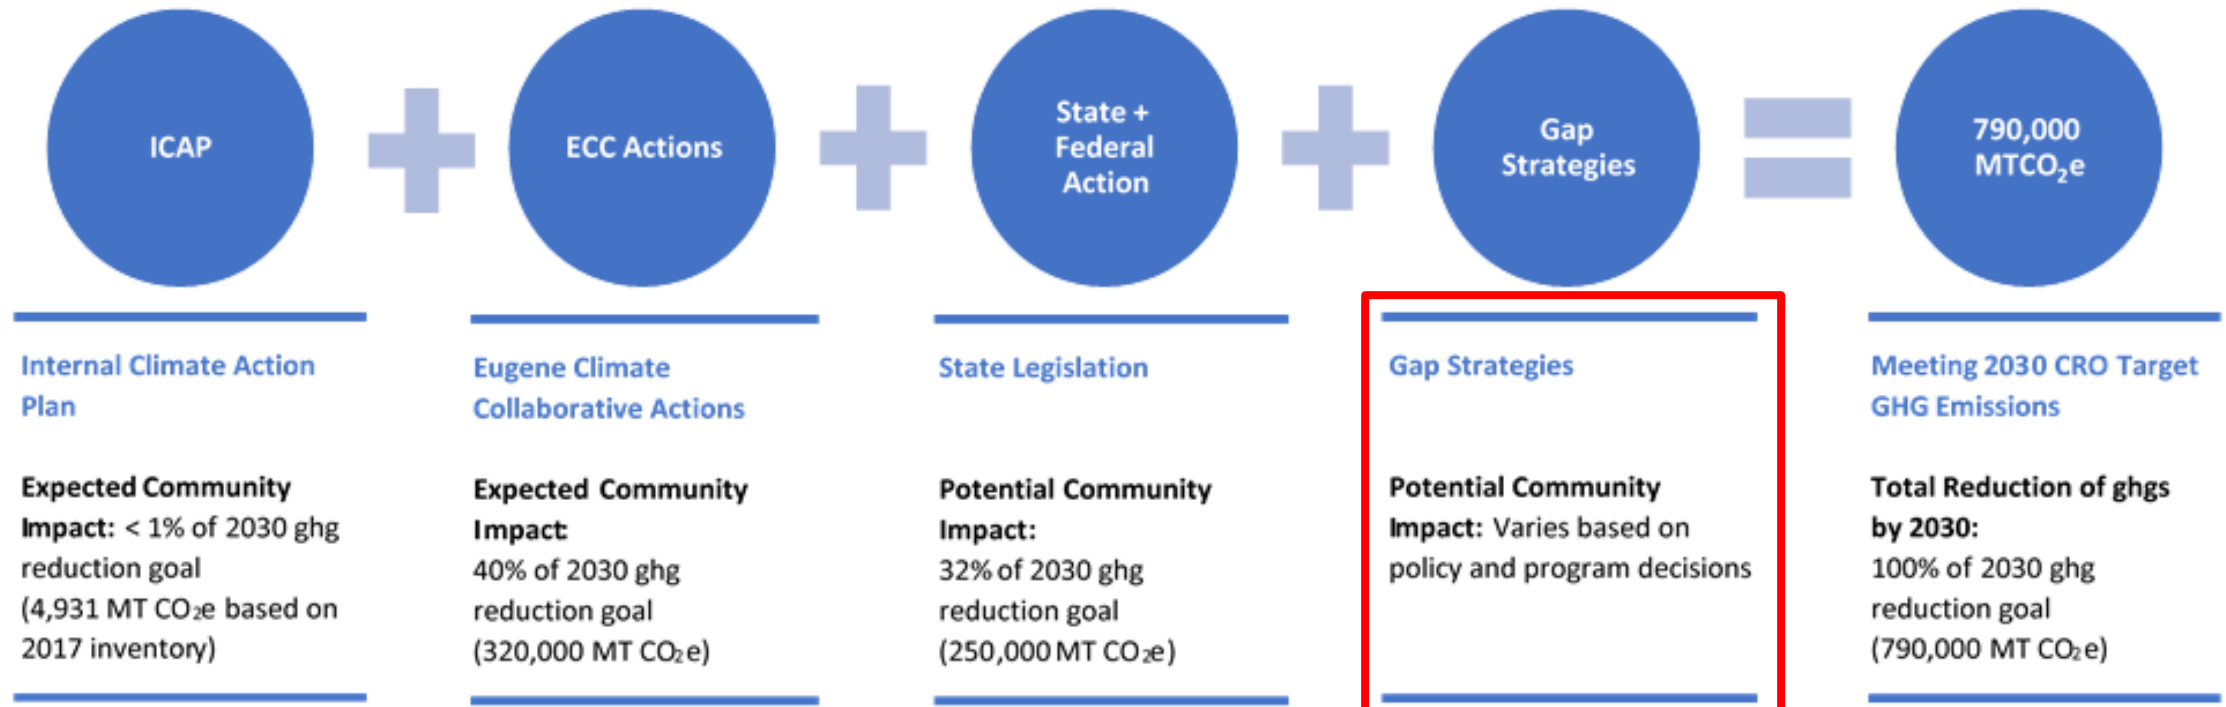 ICAP
ECC Actions
State +
Federal
Action
Gap
Strategies
790,000
MTCO₂e
Internal Climate Action
Plan
Expected Community
Impact: < 1% of 2030 ghg
reduction goal
(4,931 MT CO₂e based on
2017 inventory)
Eugene Climate
Collaborative Actions
Expected Community
Impact:
40% of 2030 ghg
reduction goal
(320,000 MT CO₂e)
State Legislation
Potential Community
Impact:
32% of 2030 ghg
reduction goal
(250,000 MT CO₂e)
Gap Strategies
Potential Community
Impact: Varies based on
policy and program decisions
Meeting 2030 CRO Target
GHG Emissions
Total Reduction of ghgs
by 2030:
100% of 2030 ghg
reduction goal
(790,000 MT CO₂e)